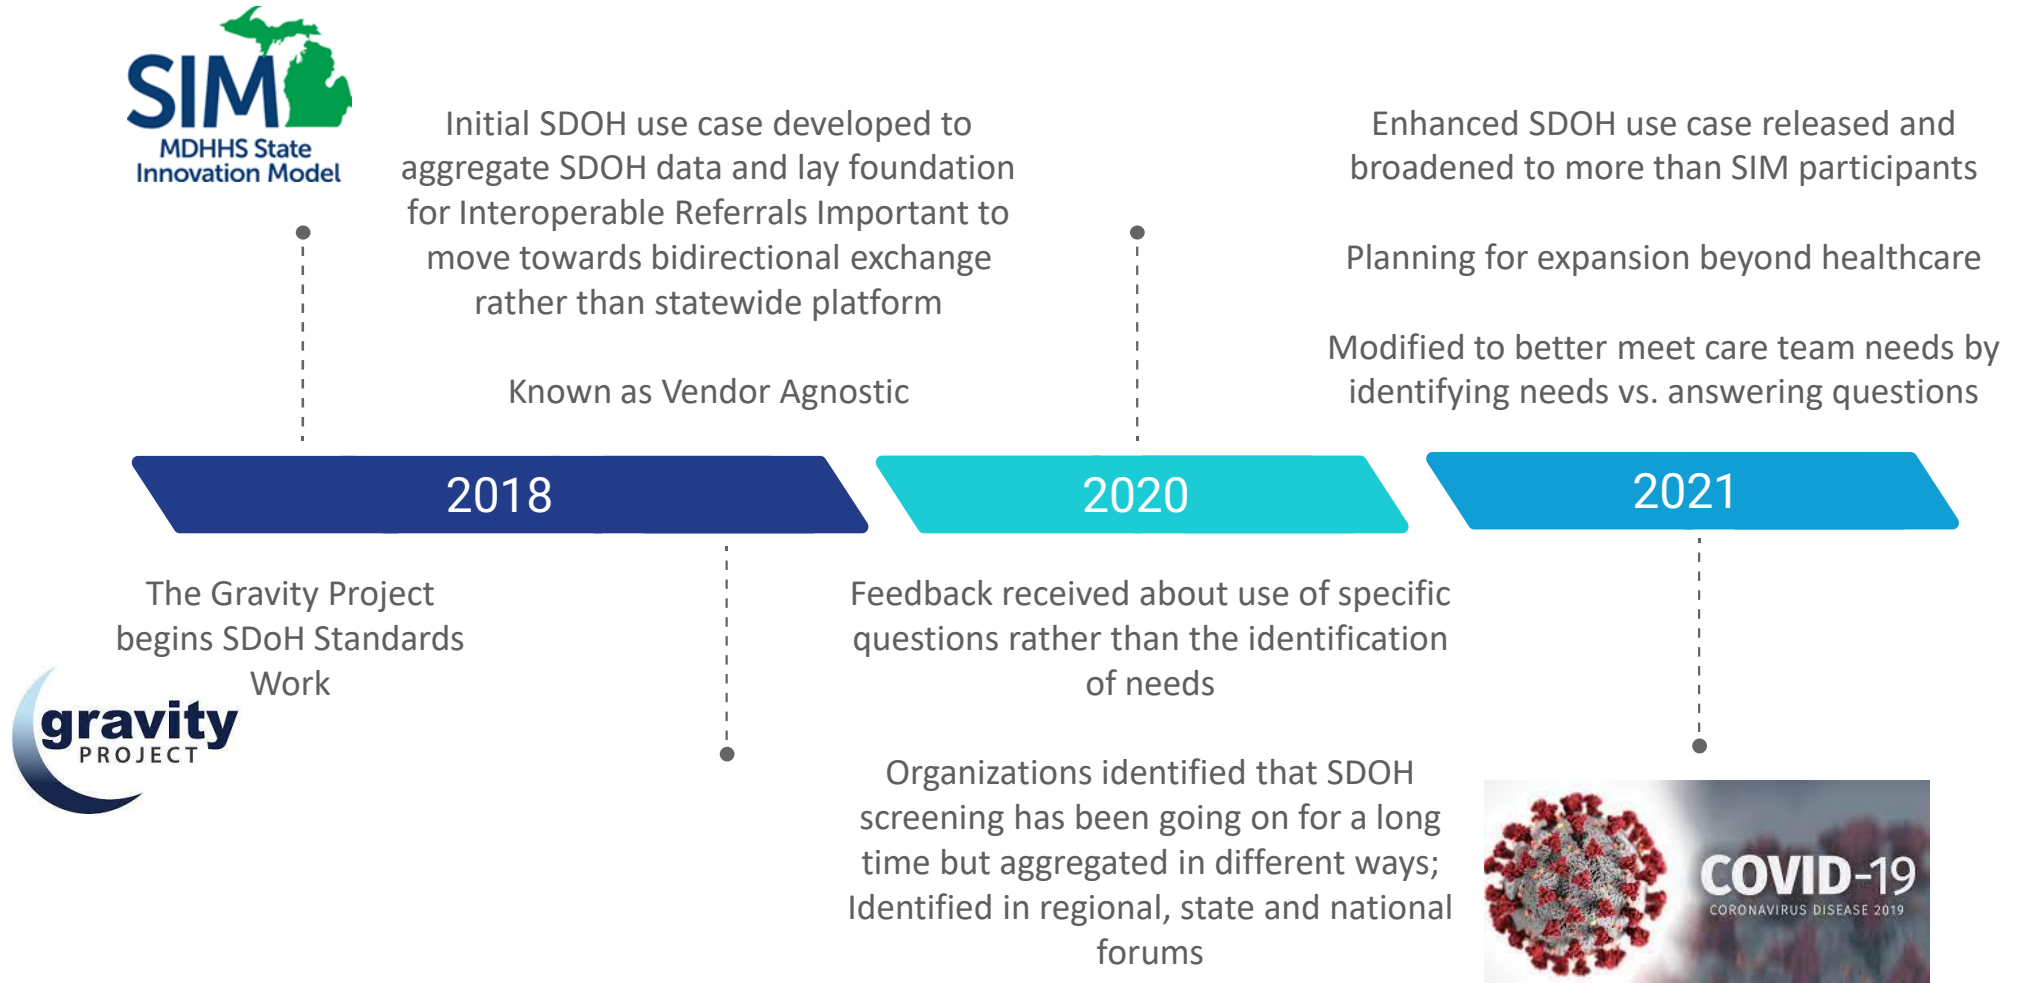 SIM
MDHHS State
Innovation Model
Initial SDOH use case developed to
aggregate SDOH data and lay foundation
for Interoperable Referrals Important to
move towards bidirectional exchange
rather than statewide platform
Known as Vendor Agnostic
Enhanced SDOH use case released and
broadened to more than SIM participants
Planning for expansion beyond healthcare
Modified to better meet care team needs by
identifying needs vs. answering questions
2018
2020
2021
The Gravity Project
begins SDoH Standards
Work
gravity
PROJECT
Feedback received about use of specific
questions rather than the identification
of needs
Organizations identified that SDOH
screening has been going on for a long
time but aggregated in different ways;
Identified in regional, state and national
forums
COVID-19
CORONAVIRUS DISEASE 2019